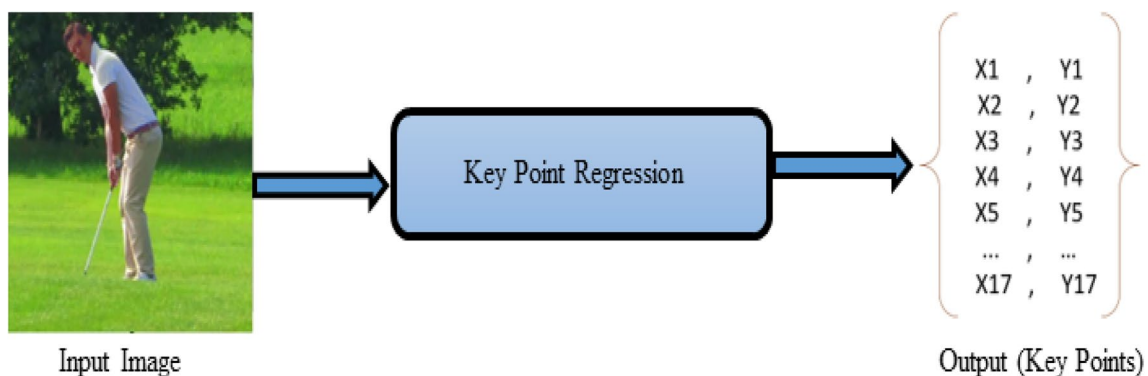 Key Point Regression
X1 , Y1
X2 , Y2
X3 , Y3
X4 , Y4
X5 , Y5
... , ...
X17 , Y17
Input Image
Output (Key Points)